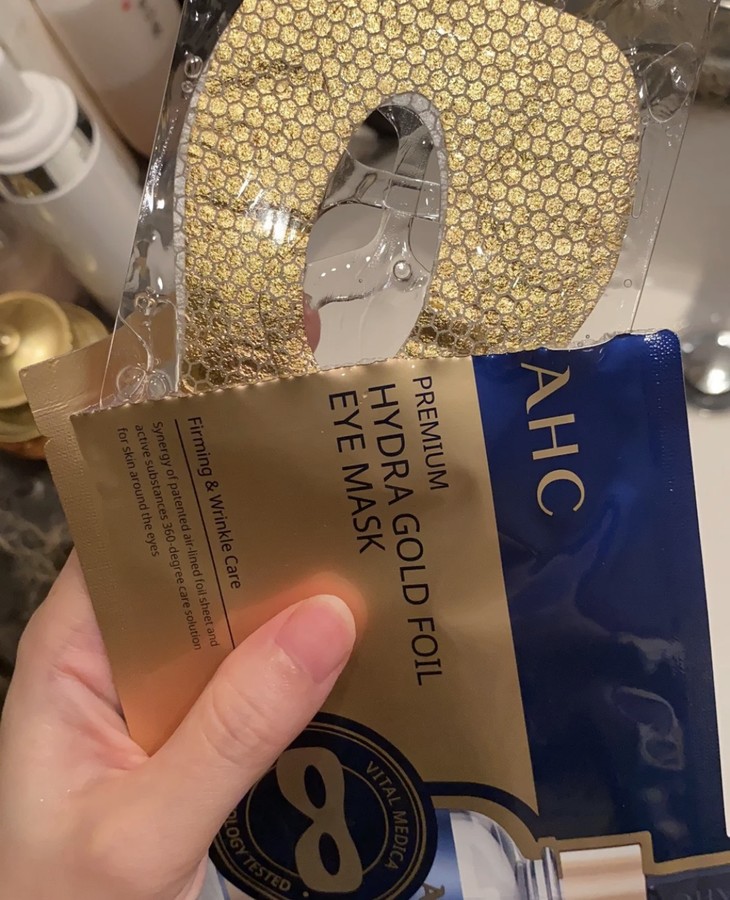 AHC
PREMIUM
HYDRA GOLD FOIL
EYE MASK
Firming & Wrinkle Care
Synergy of patented air-lined foil sheet and
active substances 360-degree care solution
for skin around the eyes
VITAL MEDICA
OLOGY TESTED